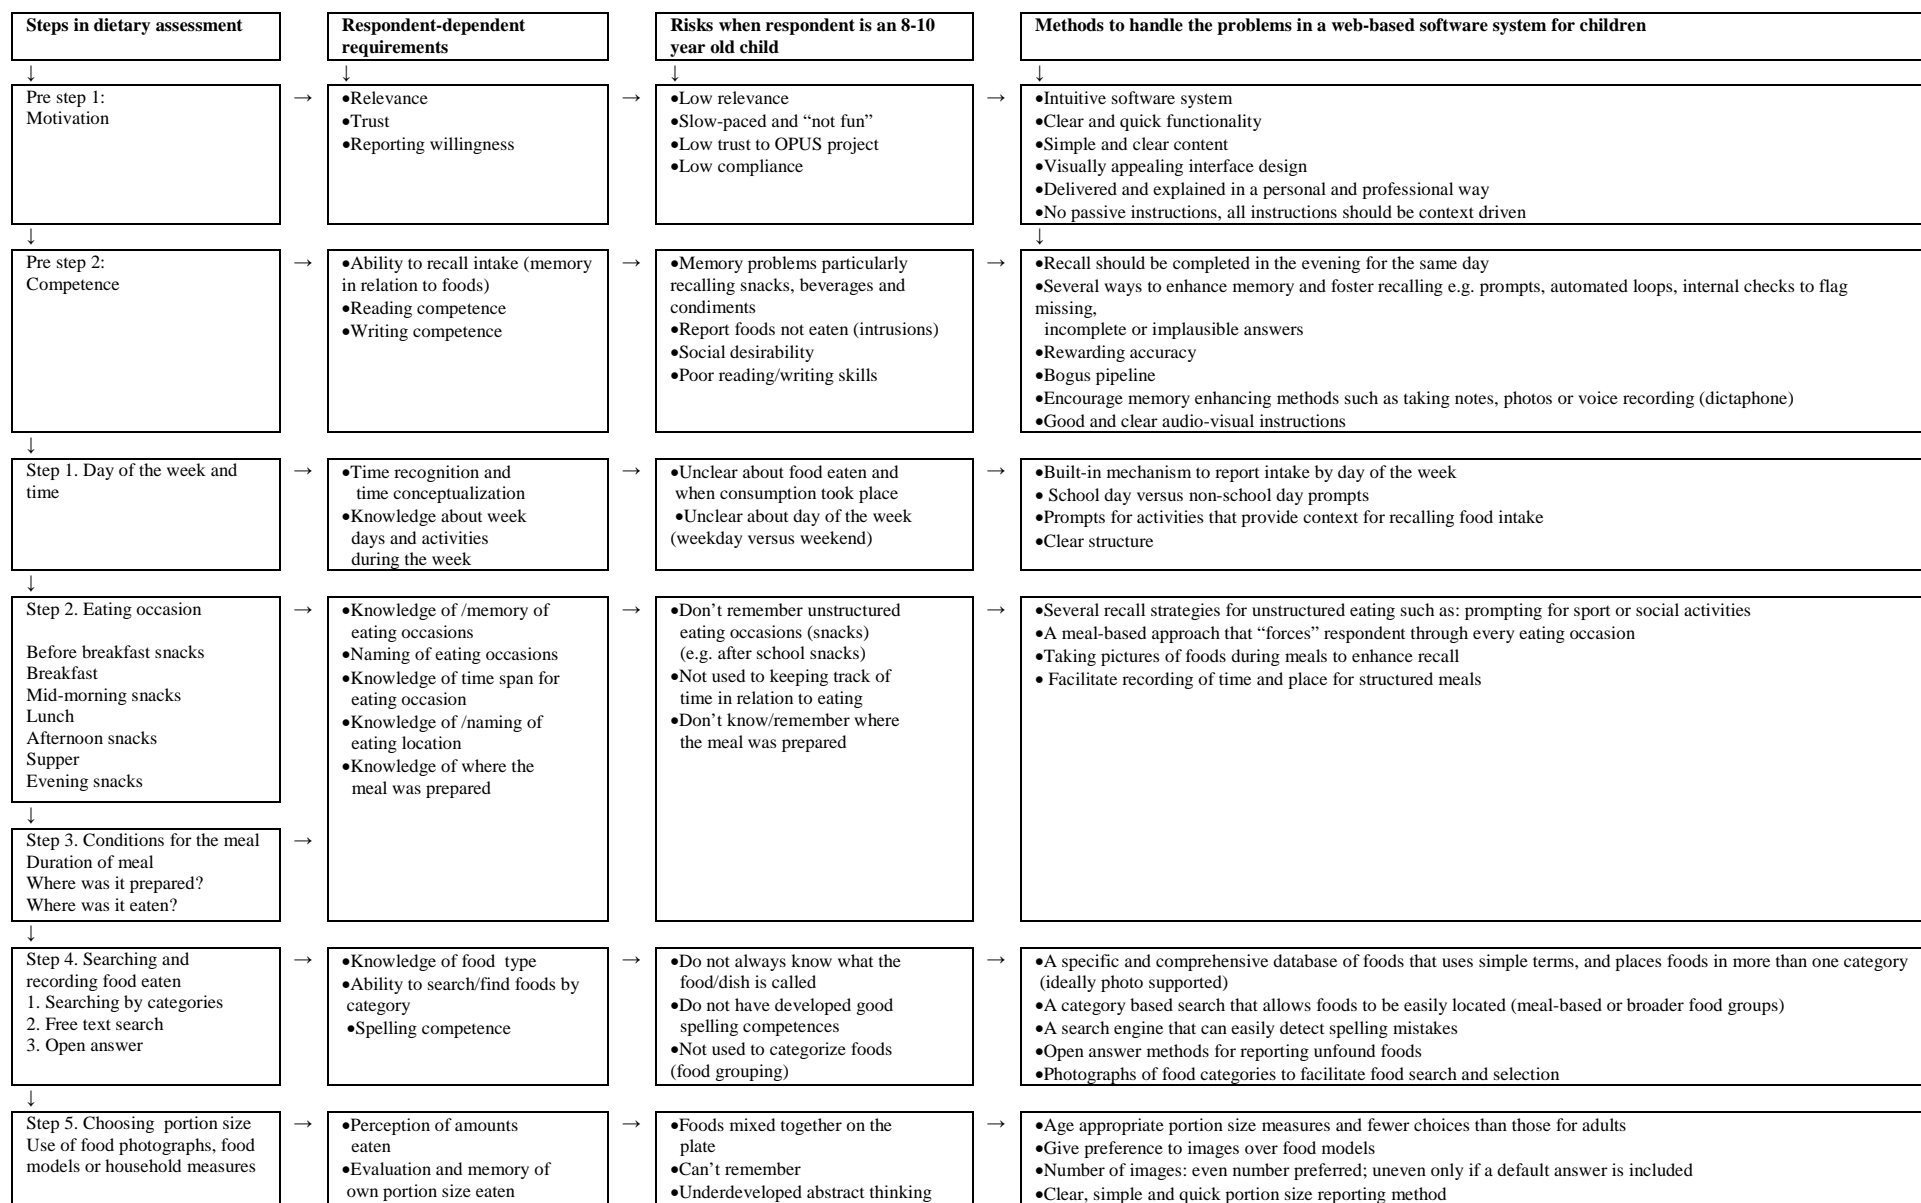 Steps in dietary assessment
Respondent-dependent
requirements
Risks when respondent is an 8-10
year old child
Methods to handle the problems in a web-based software system for children
↓
↓
↓
↓
Pre step 1:
Motivation
→
•Relevance
•Trust
•Reporting willingness
→
•Low relevance
•Slow-paced and “not fun”
•Low trust to OPUS project
•Low compliance
→
•Intuitive software system
•Clear and quick functionality
•Simple and clear content
•Visually appealing interface design
•Delivered and explained in a personal and professional way
•No passive instructions, all instructions should be context driven
↓
↓
Pre step 2:
Competence
→
•Ability to recall intake (memory
in relation to foods)
•Reading competence
•Writing competence
→
•Memory problems particularly
recalling snacks, beverages and
condiments
•Report foods not eaten (intrusions)
•Social desirability
•Poor reading/writing skills
→
•Recall should be completed in the evening for the same day
•Several ways to enhance memory and foster recalling e.g. prompts, automated loops, internal checks to flag
missing,
incomplete or implausible answers
•Rewarding accuracy
•Bogus pipeline
•Encourage memory enhancing methods such as taking notes, photos or voice recording (dictaphone)
•Good and clear audio-visual instructions
↓
Step 1. Day of the week and
time
→
•Time recognition and
time conceptualization
•Knowledge about week
days and activities
during the week
→
•Unclear about food eaten and
when consumption took place
•Unclear about day of the week
(weekday versus weekend)
→
•Built-in mechanism to report intake by day of the week
• School day versus non-school day prompts
•Prompts for activities that provide context for recalling food intake
•Clear structure
↓
Step 2. Eating occasion
Before breakfast snacks
Breakfast
Mid-morning snacks
Lunch
Afternoon snacks
Supper
Evening snacks
→
•Knowledge of /memory of
eating occasions
•Naming of eating occasions
•Knowledge of time span for
eating occasion
•Knowledge of /naming of
eating location
•Knowledge of where the
meal was prepared
→
•Don’t remember unstructured
eating occasions (snacks)
(e.g. after school snacks)
•Not used to keeping track of
time in relation to eating
•Don’t know/remember where
the meal was prepared
→
•Several recall strategies for unstructured eating such as: prompting for sport or social activities
•A meal-based approach that “forces” respondent through every eating occasion
•Taking pictures of foods during meals to enhance recall
• Facilitate recording of time and place for structured meals
↓
Step 3. Conditions for the meal
Duration of meal
Where was it prepared?
Where was it eaten?
→
↓
Step 4. Searching and
recording food eaten
1. Searching by categories
2. Free text search
3. Open answer
→
•Knowledge of food type
•Ability to search/find foods by
category
•Spelling competence
→
•Do not always know what the
food/dish is called
•Do not have developed good
spelling competences
•Not used to categorize foods
(food grouping)
→
•A specific and comprehensive database of foods that uses simple terms, and places foods in more than one category
(ideally photo supported)
•A category based search that allows foods to be easily located (meal-based or broader food groups)
•A search engine that can easily detect spelling mistakes
•Open answer methods for reporting unfound foods
•Photographs of food categories to facilitate food search and selection
↓
Step 5. Choosing portion size
Use of food photographs, food
models or household measures
→
•Perception of amounts
eaten
•Evaluation and memory of
own portion size eaten
→
•Foods mixed together on the
plate
•Can’t remember
•Underdeveloped abstract thinking
→
•Age appropriate portion size measures and fewer choices than those for adults
•Give preference to images over food models
•Number of images: even number preferred; uneven only if a default answer is included
•Clear, simple and quick portion size reporting method